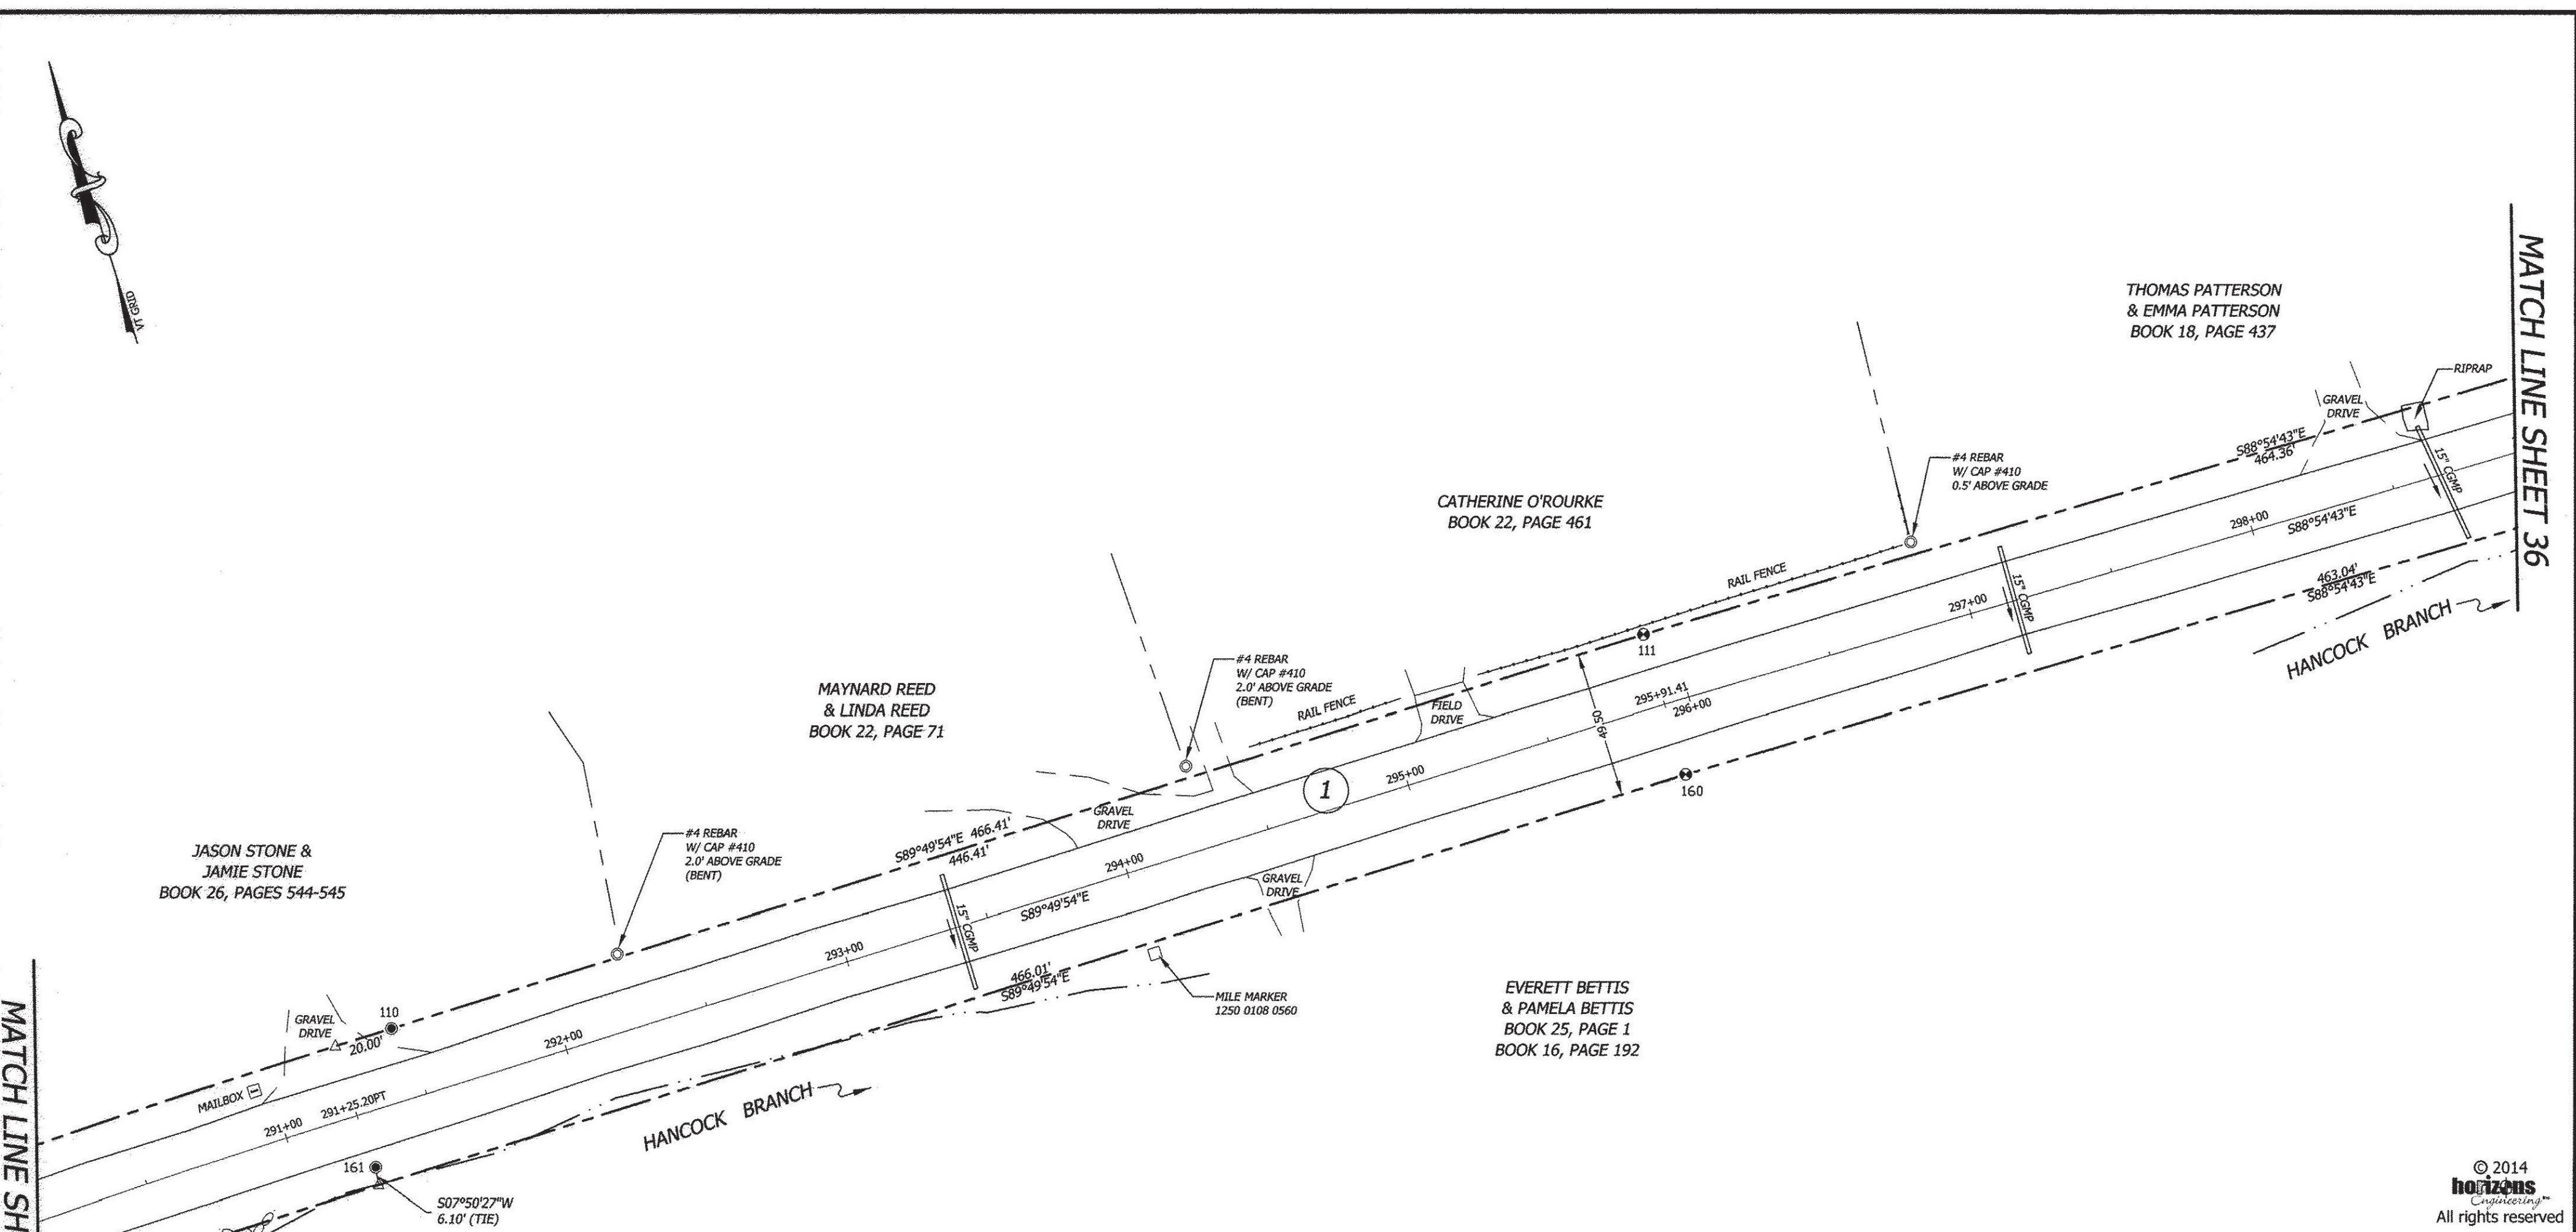 VT GRID
THOMAS PATTERSON
& EMMA PATTERSON
BOOK 18, PAGE 437
RIPRAP
MATCH LINE SHEET 36
GRAVEL
DRIVE
S88°54'43"E
464.36'
15" CGMP
#4 REBAR
W/ CAP #410
0.5' ABOVE GRADE
CATHERINE O'ROURKE
BOOK 22, PAGE 461
298+00
S88°54'43"E
RAIL FENCE
15" CGMP
297+00
463.04'
S88°54'43"E
HANCOCK BRANCH
111
#4 REBAR
W/ CAP #410
2.0' ABOVE GRADE
(BENT)
RAIL FENCE
FIELD
DRIVE
49.50
295+91.41
296+00
MAYNARD REED
& LINDA REED
BOOK 22, PAGE 71
1
295+00
160
GRAVEL
DRIVE
S89°49'54"E 466.41'
446.41'
294+00
GRAVEL
DRIVE
#4 REBAR
W/ CAP #410
2.0' ABOVE GRADE
(BENT)
JASON STONE &
JAMIE STONE
BOOK 26, PAGES 544-545
15" CGMP
S89°49'54"E
293+00
466.01'
S89°49'54"E
MILE MARKER
1250 0108 0560
EVERETT BETTIS
& PAMELA BETTIS
BOOK 25, PAGE 1
BOOK 16, PAGE 192
110
GRAVEL
DRIVE
20.00'
292+00
MAILBOX
291+25.20PT
291+00
HANCOCK BRANCH
161
S07°50'27"W
6.10' (TIE)
MATCH LINE SH
© 2014
horizons
Engineering
All rights reserved